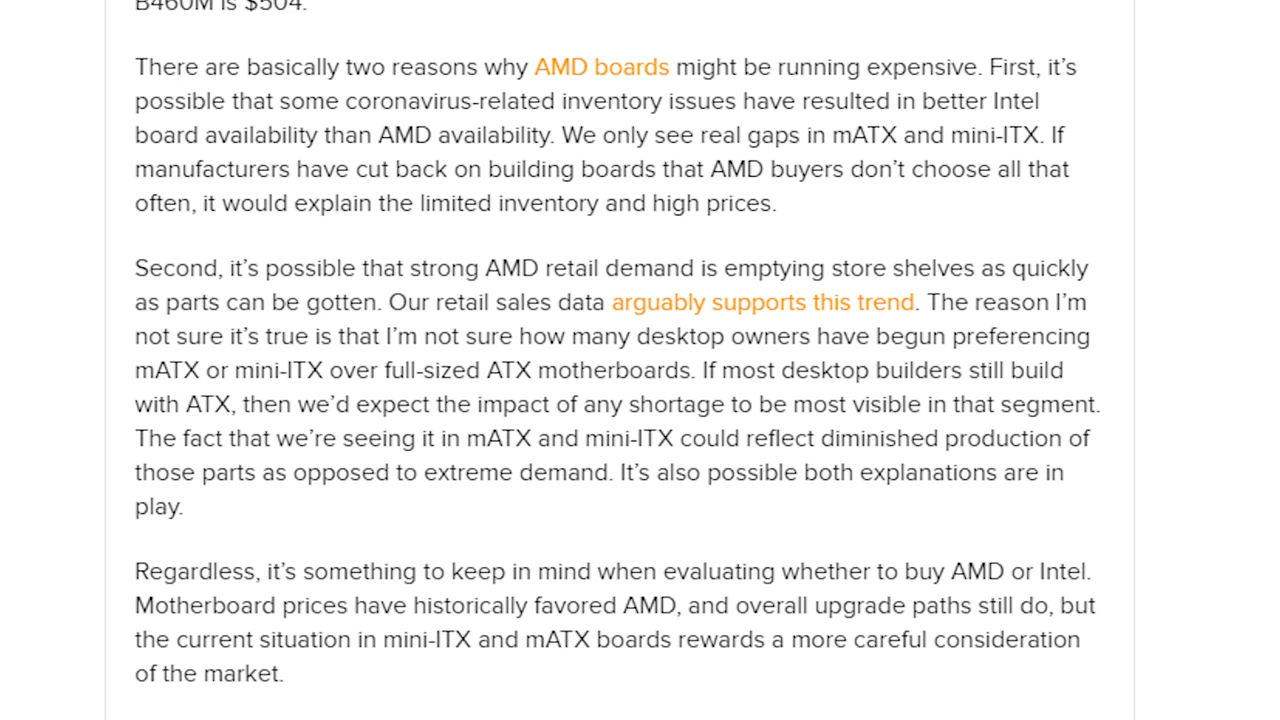 B460M is $504.
There are basically two reasons why AMD boards might be running expensive. First, it’s
possible that some coronavirus-related inventory issues have resulted in better Intel
board availability than AMD availability. We only see real gaps in mATX and mini-ITX. If
manufacturers have cut back on building boards that AMD buyers don’t choose all that
often, it would explain the limited inventory and high prices.
Second, it’s possible that strong AMD retail demand is emptying store shelves as quickly
as parts can be gotten. Our retail sales data arguably supports this trend. The reason I’m
not sure it’s true is that I’m not sure how many desktop owners have begun preferencing
mATX or mini-ITX over full-sized ATX motherboards. If most desktop builders still build
with ATX, then we’d expect the impact of any shortage to be most visible in that segment.
The fact that we’re seeing it in mATX and mini-ITX could reflect diminished production of
those parts as opposed to extreme demand. It’s also possible both explanations are in
play.
Regardless, it’s something to keep in mind when evaluating whether to buy AMD or Intel.
Motherboard prices have historically favored AMD, and overall upgrade paths still do, but
the current situation in mini-ITX and mATX boards rewards a more careful consideration
of the market.